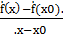 f(x) - f(x0).
.x-x0